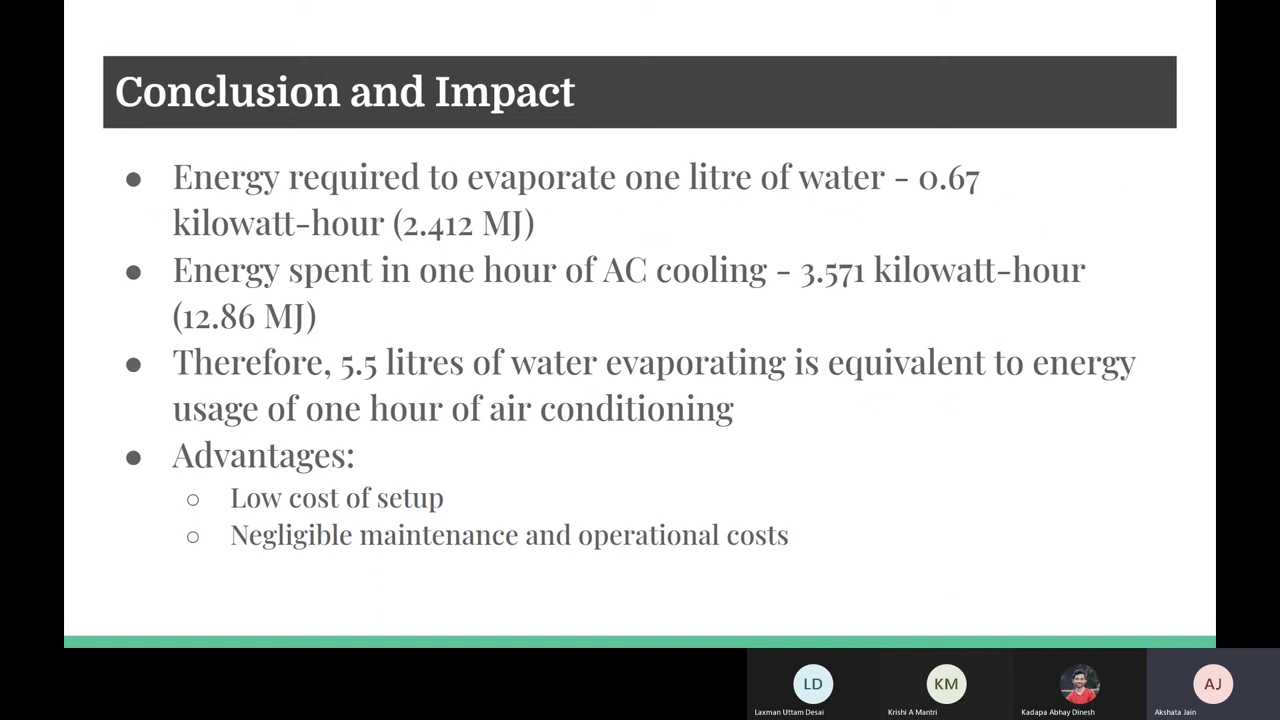 Conclusion and Impact
● Energy required to evaporate one litre of water - 0.67
kilowatt-hour (2.412 MJ)
● Energy spent in one hour of AC cooling - 3.571 kilowatt-hour
(12.86 MJ)
● Therefore, 5.5 litres of water evaporating is equivalent to energy
usage of one hour of air conditioning
● Advantages:
○ Low cost of setup
○ Negligible maintenance and operational costs
LD
KM
AJ
Laxman Uttam Desai
Krishi A Mantri
Kadapa Abhay Dinesh
Akshata Jain